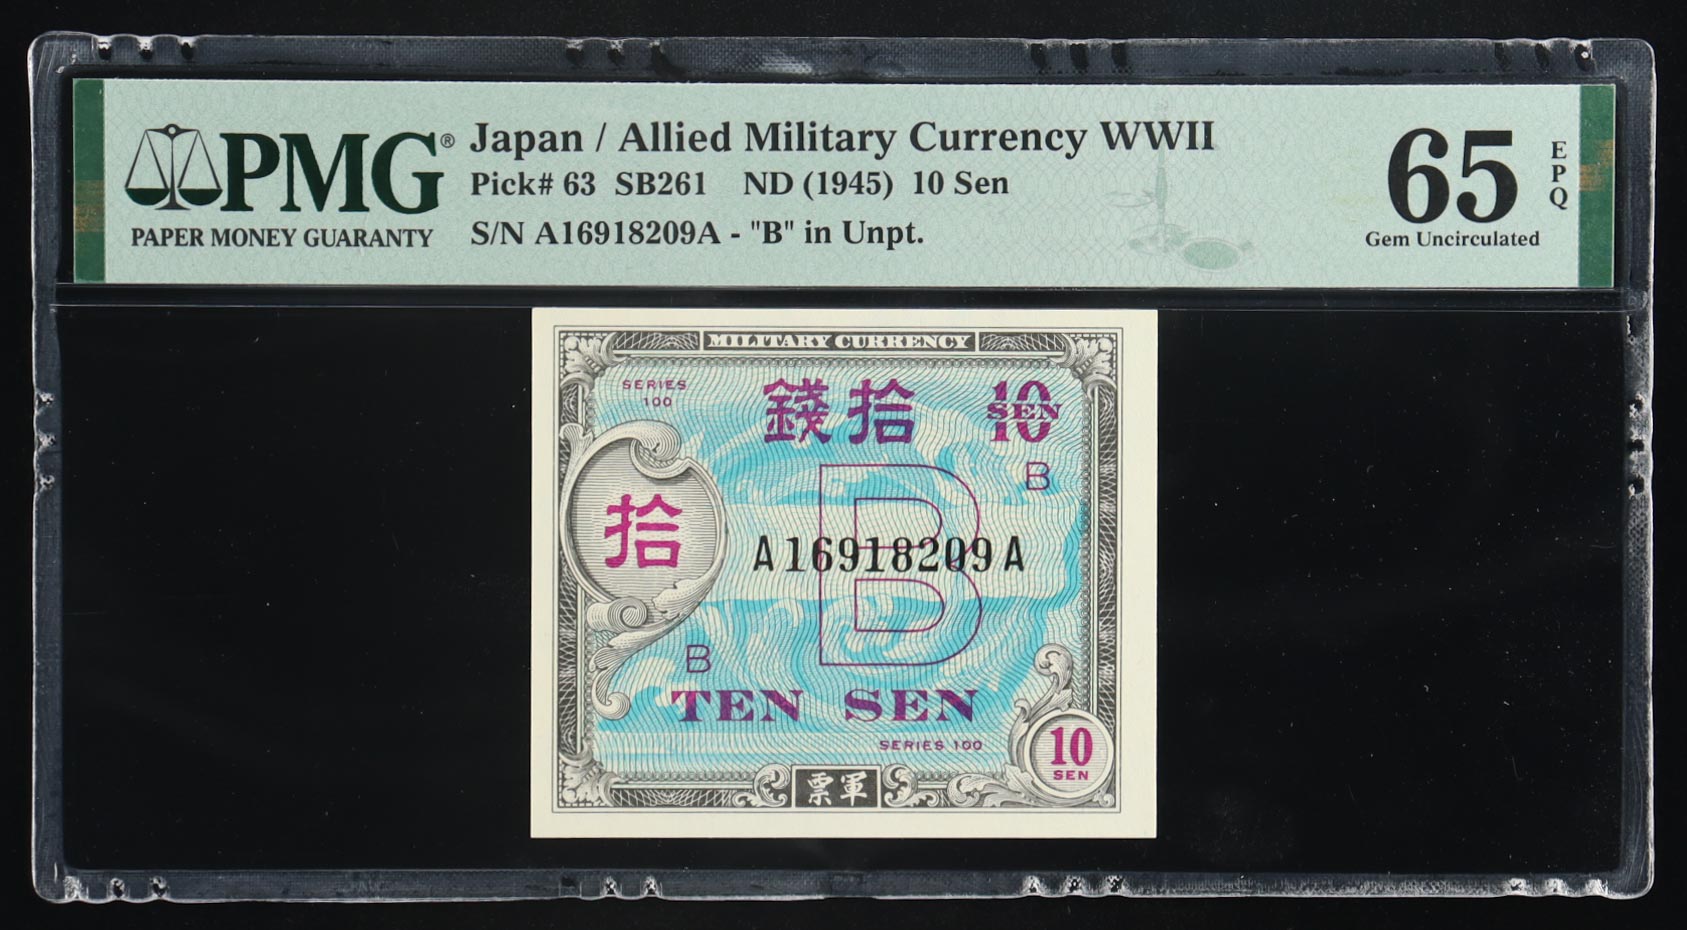 PMG®
PAPER MONEY GUARANTY
Japan / Allied Military Currency WWII
Pick# 63 SB261 ND (1945) 10 Sen
S/N A16918209A - "B" in Unpt.
65
EPQ
Gem Uncirculated
MILITARY CURRENCY
SERIES
100
錢拾
10
SEN
B
拾
B
A16918209A
B
TEN SEN
SERIES 100
10
SEN
票軍